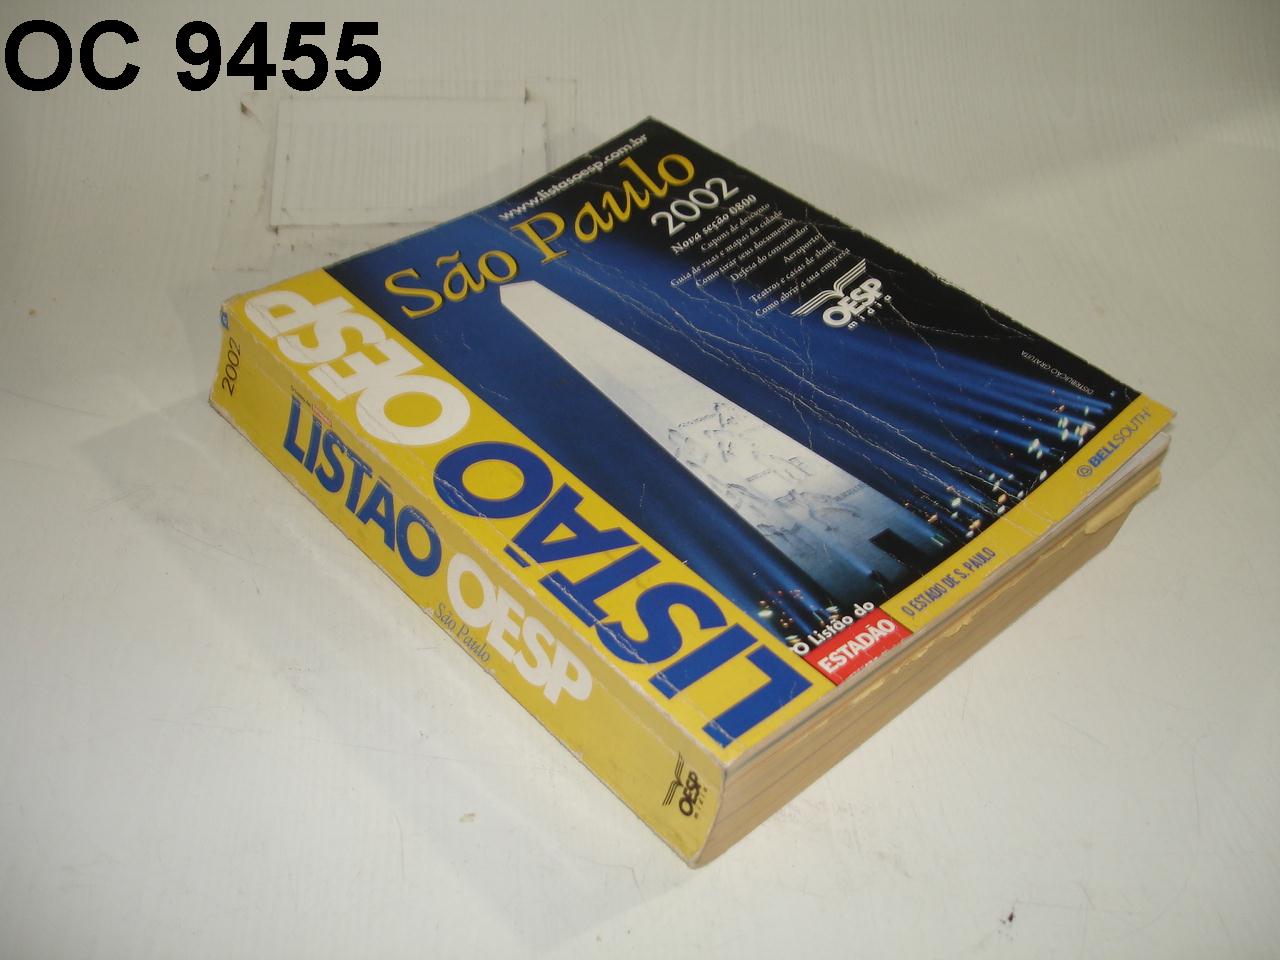 OC 9455
www.listasoesp.com.br
São Paulo
2002
Nova seção 0800
Cupons de desconto
Guia de ruas e mapas da cidade
Como tirar seus documentos
Defesa do consumidor
Aeroportos
Teatros e casas de shows
Como abrir a sua empresa
OESP
mídia
DISTRIBUIÇÃO GRATUITA
BELLSOUTH
LISTÃO OESP
O Listão do
ESTADÃO
O ESTADO DE S. PAULO
2002
LISTÃO OESP
São Paulo
OESP
mídia